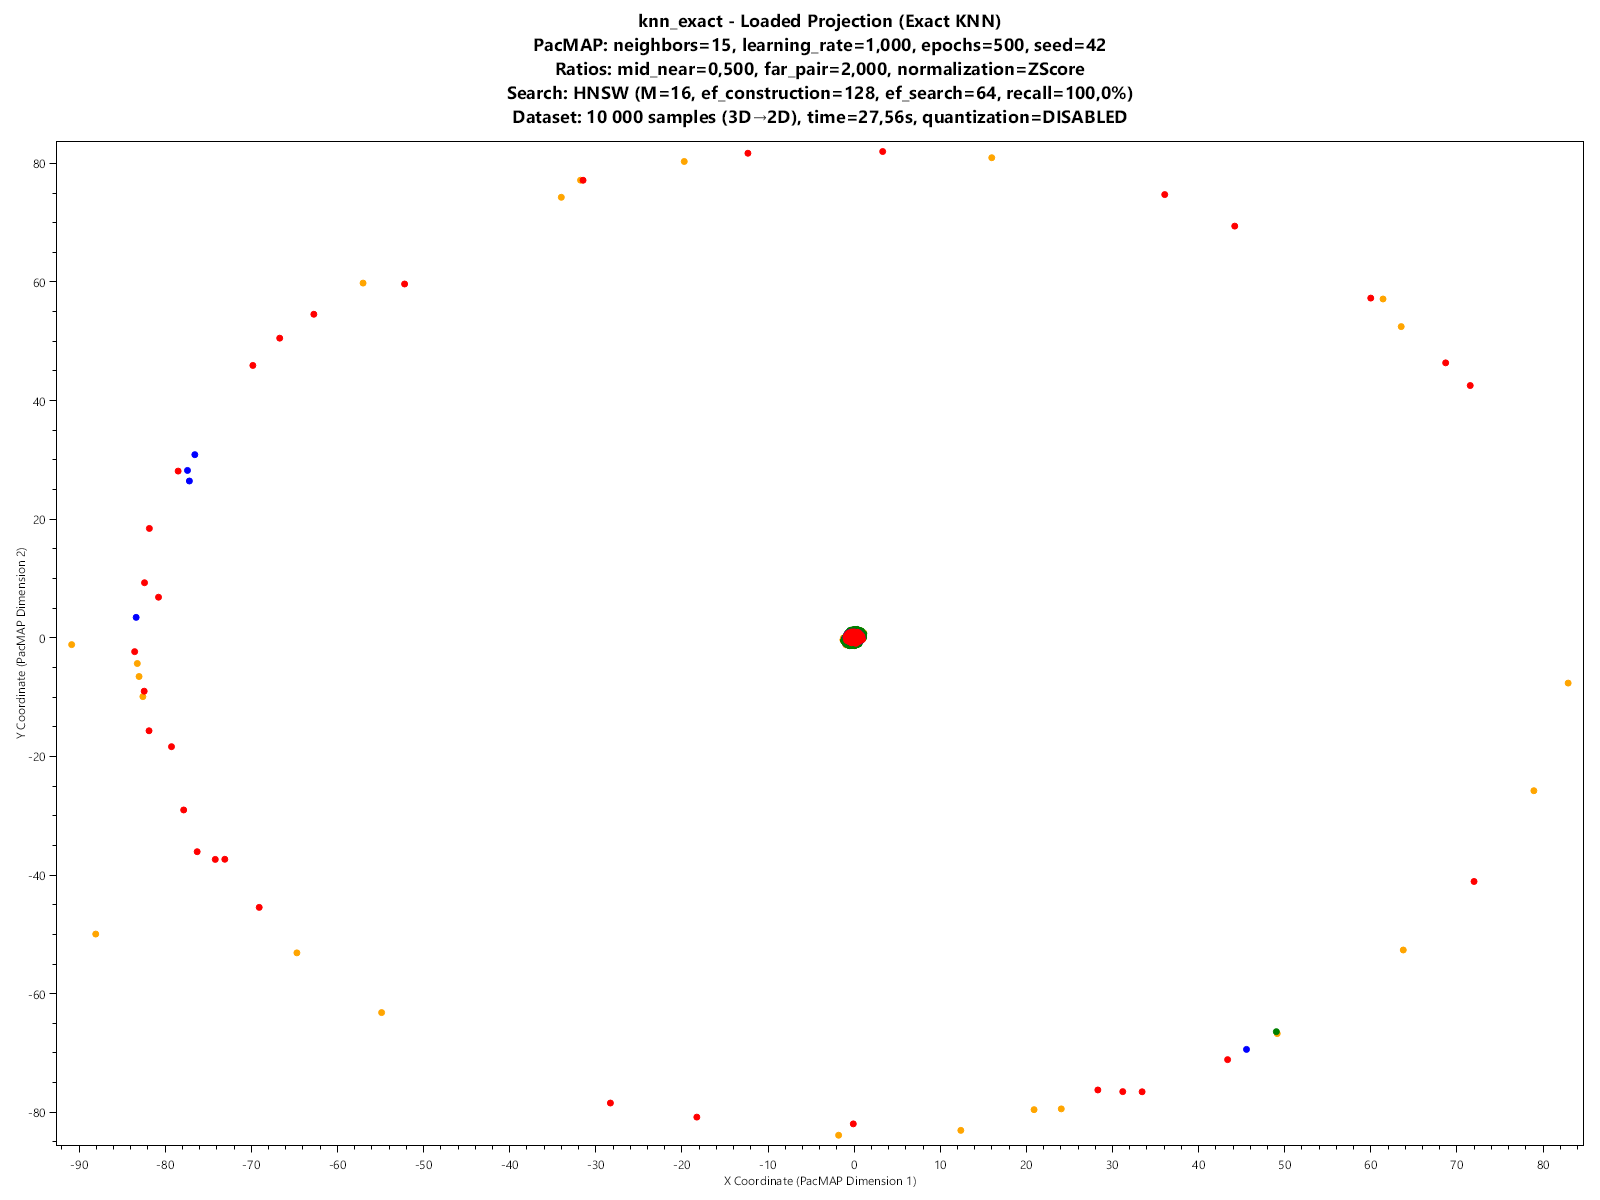 knn_exact - Loaded Projection (Exact KNN)
PacMAP: neighbors=15, learning_rate=1,000, epochs=500, seed=42
Ratios: mid_near=0,500, far_pair=2,000, normalization=ZScore
Search: HNSW (M=16, ef_construction=128, ef_search=64, recall=100,0%)
Dataset: 10 000 samples (3D→2D), time=27,56s, quantization=DISABLED
80
60
40
20
0
-20
-40
-60
-80
Y Coordinate (PacMAP Dimension 2)
-90 -80 -70 -60 -50 -40 -30 -20 -10 0 10 20 30 40 50 60 70 80
X Coordinate (PacMAP Dimension 1)